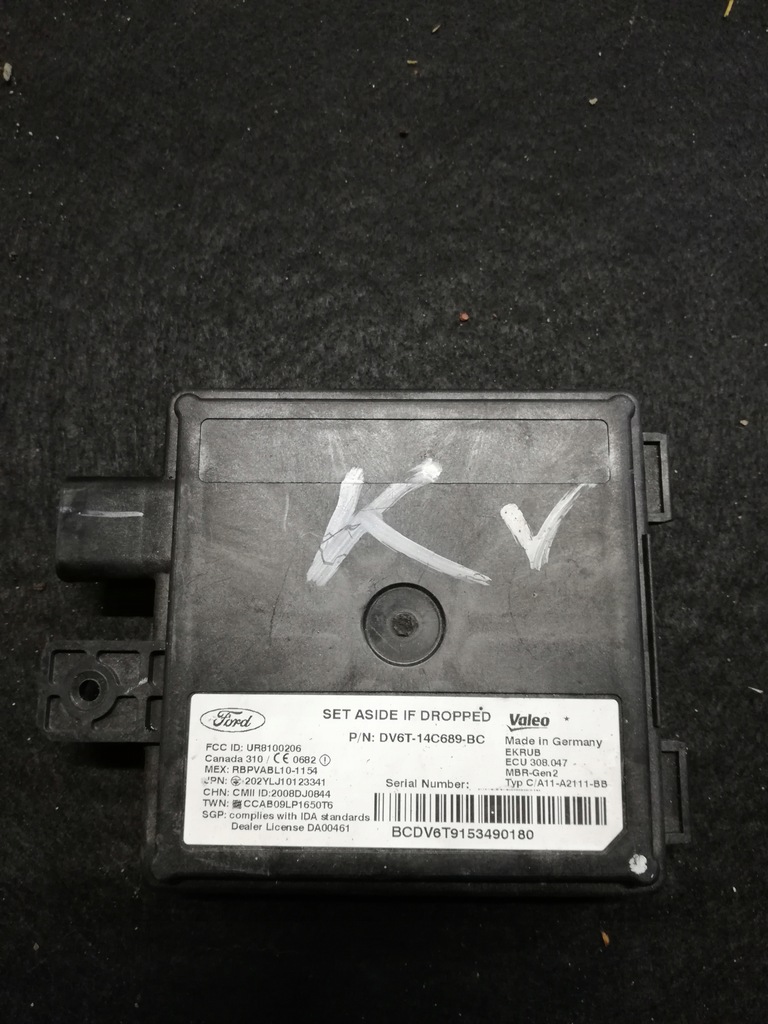 K V
Ford
SET ASIDE IF DROPPED
Valeo
P/N: DV6T-14C689-BC
FCC ID: UR8100206
Canada 310 / CE 0682
MEX: RBPVABL10-1154
JPN: 202YLJ10123341
CHN: CMII ID:2008DJ0844
TWN: CCAB09LP1650T6
SGP: complies with IDA standards
Dealer License DA00461
Made in Germany
EKRUB
ECU 308.047
MBR-Gen2
Typ C/A11-A2111-BB
Serial Number:
BCDV6T9153490180